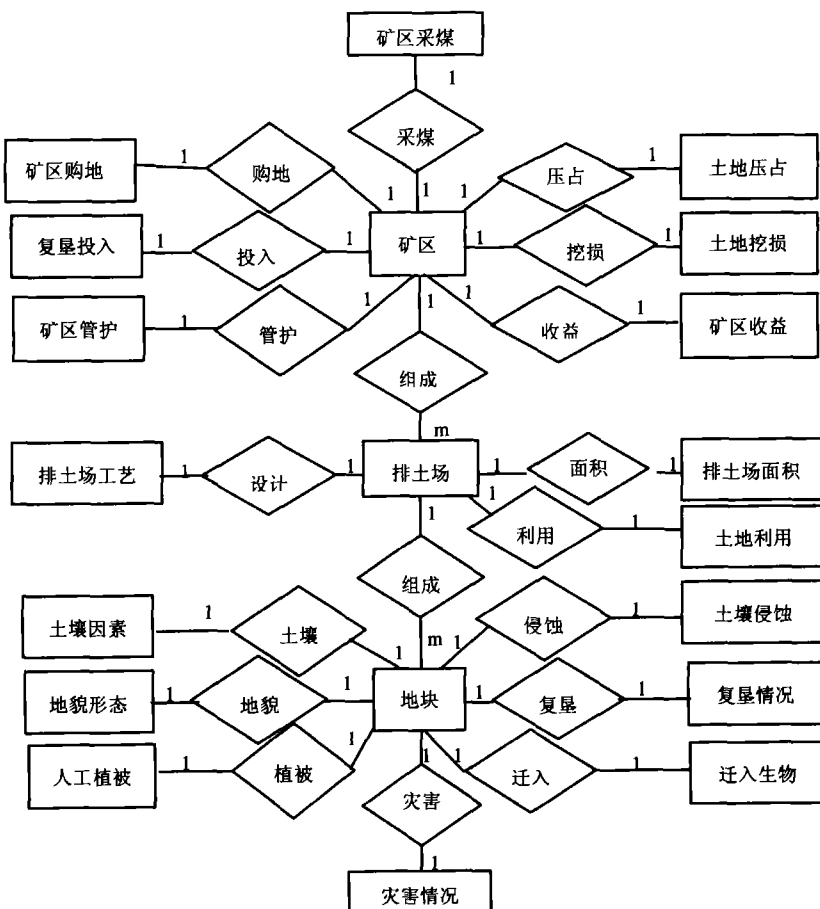 矿区采煤
1
采煤
1
矿区购地
1
购地
1
1
压占
1
土地压占
复垦投入
1
投入
1
矿区
1
挖损
1
土地挖损
矿区管护
1
管护
1
1
1
收益
1
矿区收益
组成
m
排土场工艺
1
设计
1
排土场
1
面积
1
排土场面积
1
1
利用
1
土地利用
组成
m
土壤因素
1
土壤
1
1
侵蚀
1
土壤侵蚀
地貌形态
1
地貌
1
地块
1
复垦
1
复垦情况
人工植被
1
植被
1
1
1
迁入
1
迁入生物
灾害
1
灾害情况